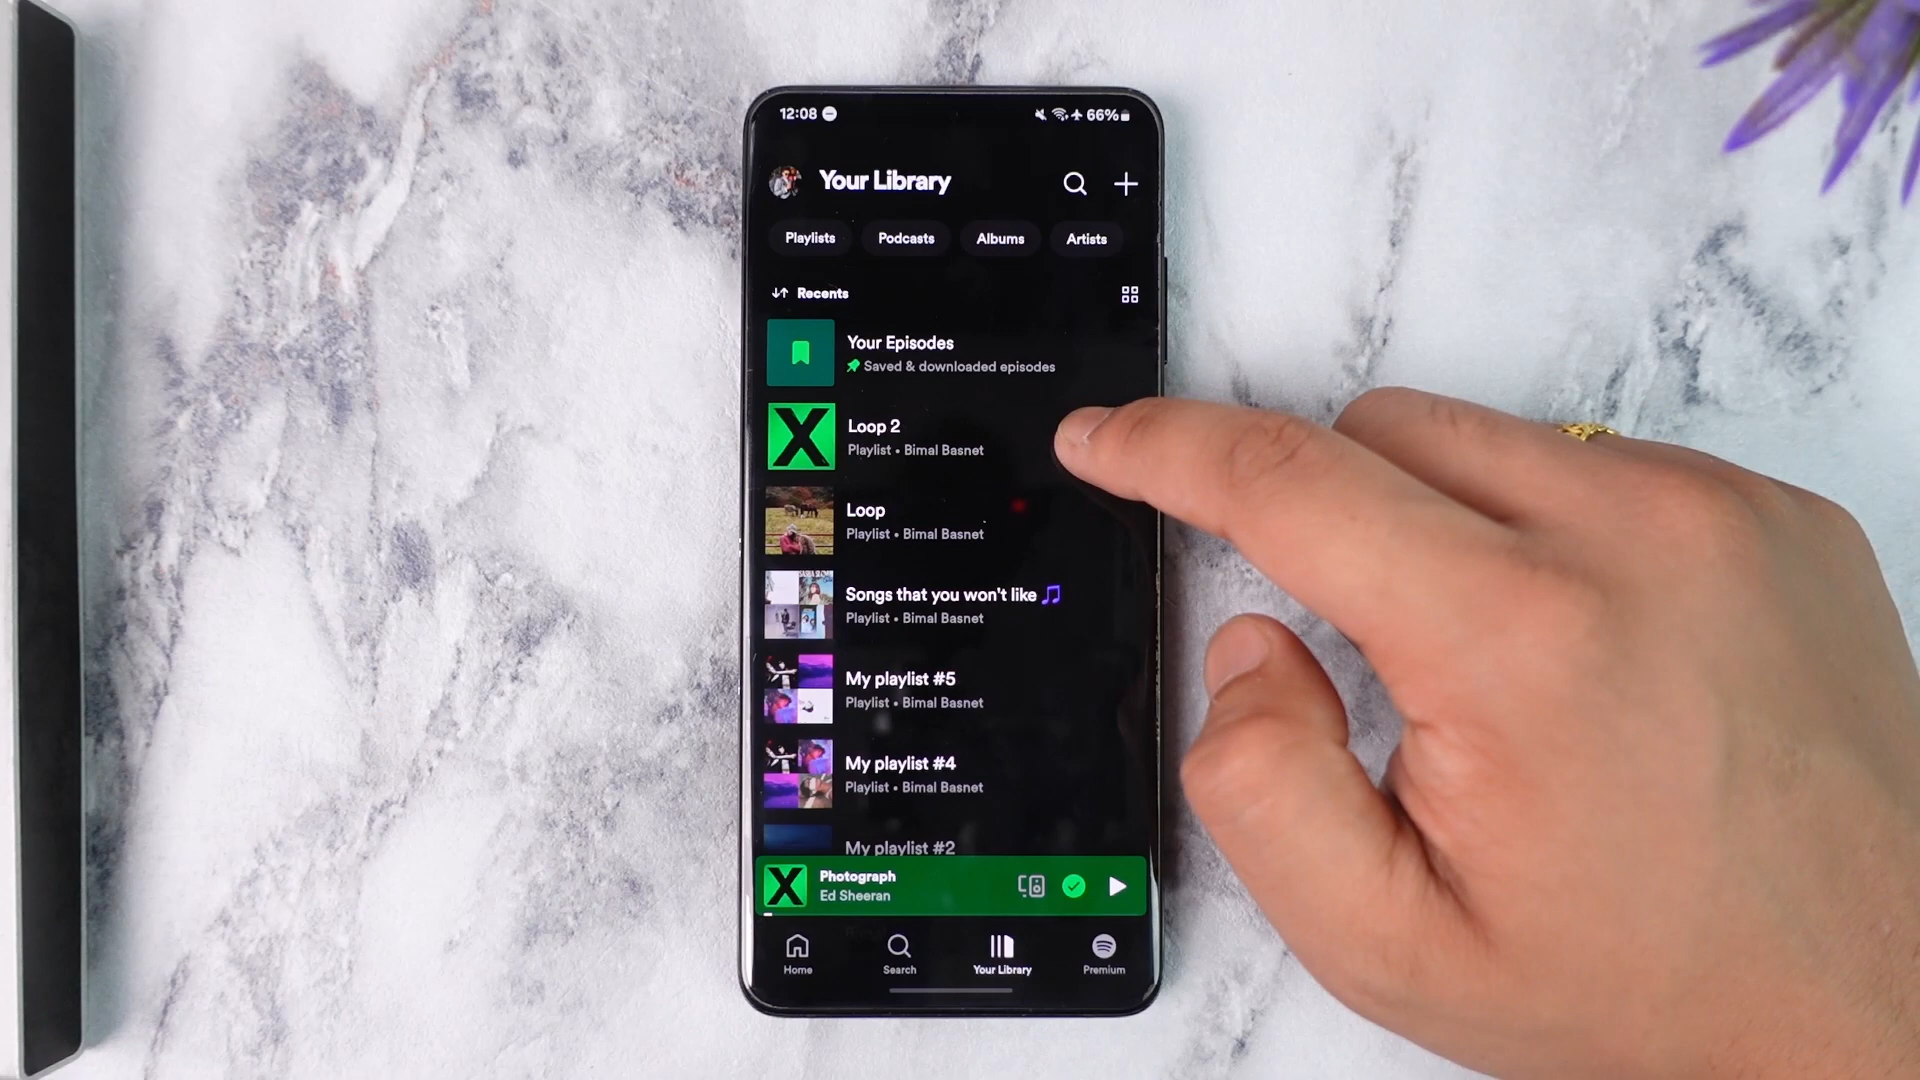 12:08
66%
Your Library
Playlists
Podcasts
Albums
Artists
Recents
Your Episodes
Saved & downloaded episodes
Loop 2
Playlist • Bimal Basnet
Loop
Playlist • Bimal Basnet
Songs that you won't like 🎵
Playlist • Bimal Basnet
My playlist #5
Playlist • Bimal Basnet
My playlist #4
Playlist • Bimal Basnet
My playlist #2
Photograph
Ed Sheeran
Home
Search
Your Library
Premium